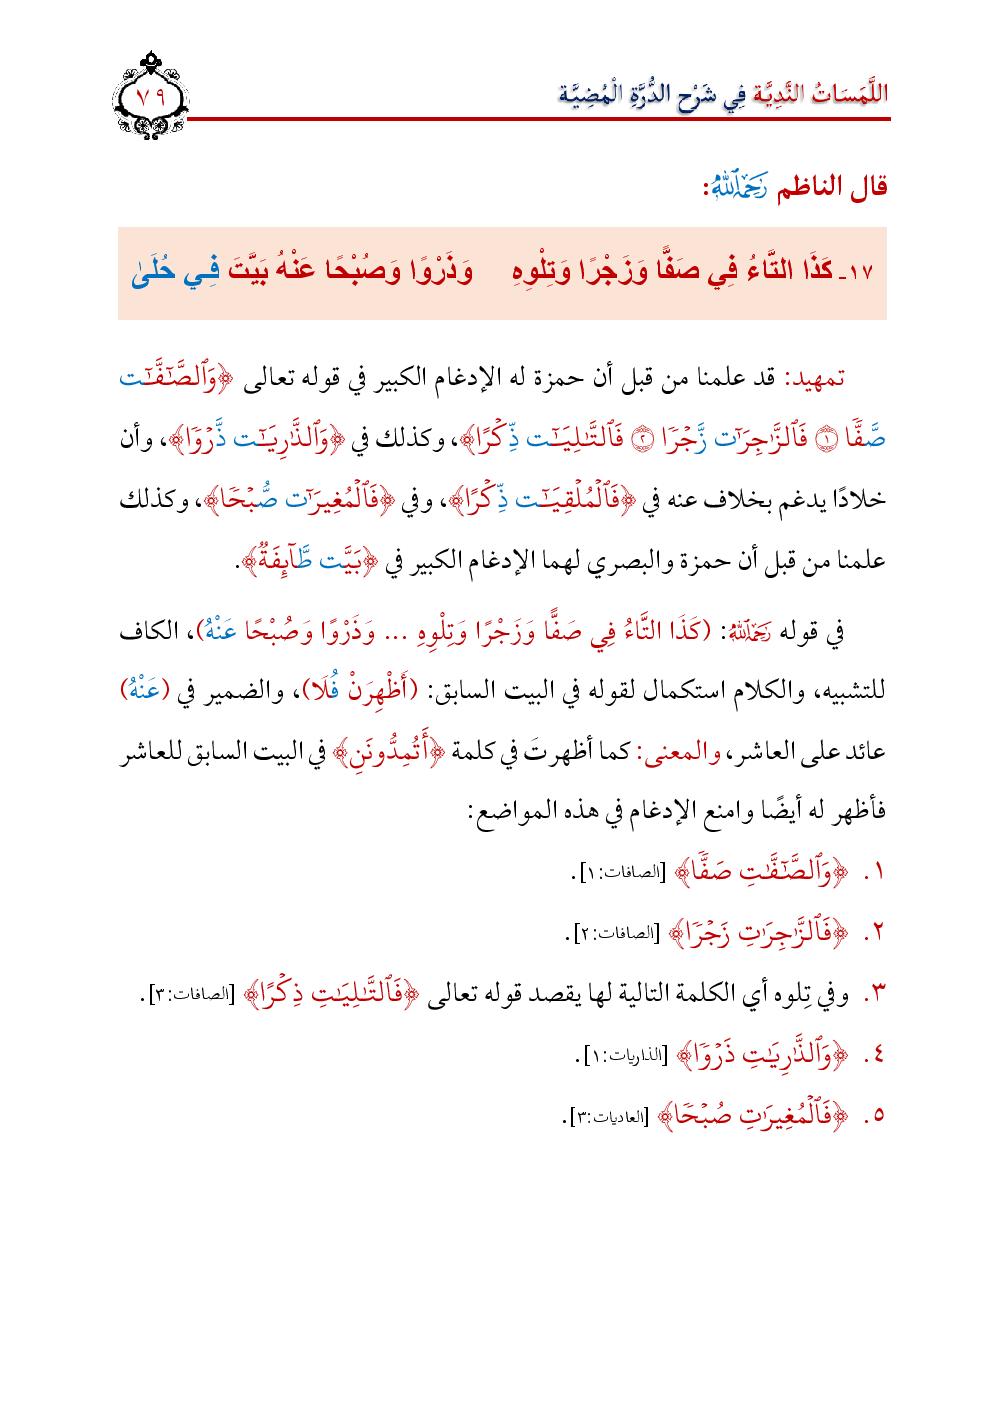 اللَّمَسَاتُ النَّدِيَّة فِي شَرْحِ الدُّرَّةِ الْمُضِيَّة
٧٩
قال الناظم رَحِمَهُ ٱللَّهُ:
١٧- كَذَا التَّاءُ فِي صَفًّا وَزَجْرًا وَتِلْوِهِ وَذَرْوًا وَصُبْحًا عَنْهُ بَيَّتَ فِي حُلَىٰ
تمهيد: قد علمنا من قبل أن حمزة له الإدغام الكبير في قوله تعالى ﴿وَٱلصَّـٰٓفَّـٰٓت
صَّفّٗا ١ فَٱلزَّٰجِرَٰٓت زَّجۡرٗا ٢ فَٱلتَّـٰلِيَـٰٓت ذِّكۡرًا﴾، وكذلك في ﴿وَٱلذَّـٰرِيَـٰٓت ذَّرۡوٗا﴾، وأن
خلادًا يدغم بخلاف عنه في ﴿فَٱلۡمُلۡقِيَـٰٓت ذِّكۡرًا﴾، وفي ﴿فَٱلۡمُغِيرَٰٓت صُّبۡحٗا﴾، وكذلك
علمنا من قبل أن حمزة والبصري لهما الإدغام الكبير في ﴿بَيَّت طَّآئِفَةٞ﴾.
في قوله رَحِمَهُ ٱللَّهُ: (كَذَا التَّاءُ فِي صَفًّا وَزَجْرًا وَتِلْوِهِ ... وَذَرْوًا وَصُبْحًا عَنْهُ)، الكاف
للتشبيه، والكلام استكمال لقوله في البيت السابق: (أَظْهِرَنْ فُلَا)، والضمير في (عَنْهُ)
عائد على العاشر، والمعنى: كما أظهرتَ في كلمة ﴿أَتُمِدُّونَنِ﴾ في البيت السابق للعاشر
فأظهر له أيضًا وامنع الإدغام في هذه المواضع:
١. ﴿وَٱلصَّـٰٓفَّـٰتِ صَفّٗا﴾ [الصافات:١].
٢. ﴿فَٱلزَّٰجِرَٰتِ زَجۡرٗا﴾ [الصافات:٢].
٣. وفي تِلوه أي الكلمة التالية لها يقصد قوله تعالى ﴿فَٱلتَّـٰلِيَـٰتِ ذِكۡرًا﴾ [الصافات:٣].
٤. ﴿وَٱلذَّـٰرِيَـٰتِ ذَرۡوٗا﴾ [الذاريات:١].
٥. ﴿فَٱلۡمُغِيرَٰتِ صُبۡحٗا﴾ [العاديات:٣].